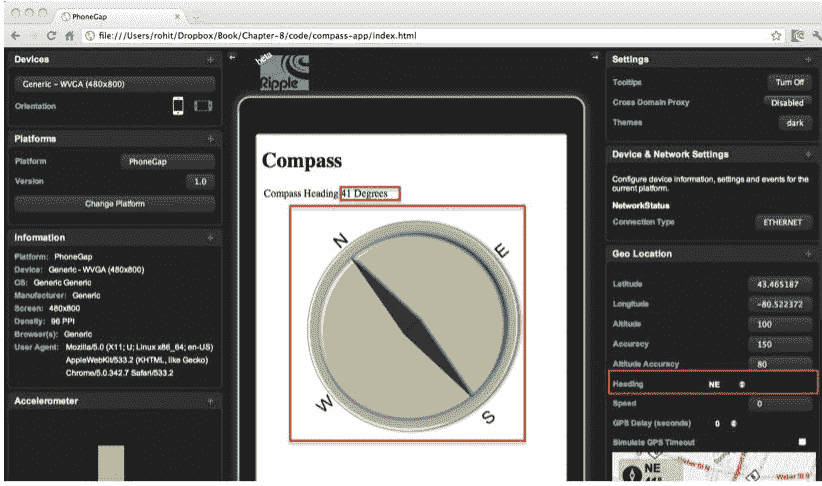 PhoneGap
file:///Users/rohit/Dropbox/Book/Chapter-8/code/compass-app/index.html
Devices
Generic - WVGA (480x800)
Orientation
Platforms
Platform PhoneGap
Version 1.0
Change Platform
Information
Platform: PhoneGap
Device: Generic - WVGA (480x800)
OS: Generic Generic
Manufacturer: Generic
Screen: 480x800
Density: 96 PPI
Browser(s): Generic
User Agent: Mozilla/5.0 (X11; U; Linux x86_64; en-US)
AppleWebKit/533.2 (KHTML, like Gecko)
Chrome/5.0.342.7 Safari/533.2
Accelerometer
beta
Ripple
Compass
Compass Heading 41 Degrees
N
E
W
S
Settings
Tooltips Turn Off
Cross Domain Proxy Disabled
Themes dark
Device & Network Settings
Configure device information, settings and events for the
current platform.
NetworkStatus
Connection Type ETHERNET
Geo Location
Latitude 43.465187
Longitude -80.522372
Altitude 100
Accuracy 150
Altitude Accuracy 80
Heading NE
Speed 0
GPS Delay (seconds) 0
Simulate GPS Timeout
NE
Weber St N